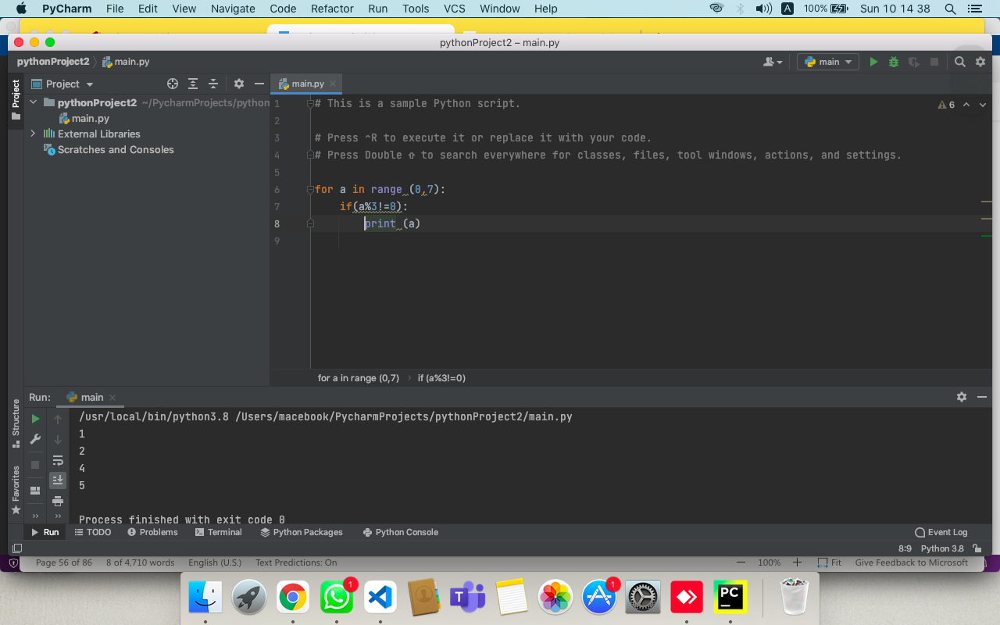 PyCharm File Edit View Navigate Code Refactor Run Tools VCS Window Help A 100% Sun 10 14 38
pythonProject2 – main.py
pythonProject2 main.py main
Project main.py
pythonProject2 ~/PycharmProjects/python
main.py
External Libraries
Scratches and Consoles
Project
1 # This is a sample Python script. 6
2
3 # Press ^R to execute it or replace it with your code.
4 # Press Double ⇧ to search everywhere for classes, files, tool windows, actions, and settings.
5
6 for a in range (0,7):
7 if(a%3!=0):
8 print (a)
9
for a in range (0,7) › if (a%3!=0)
Run: main
/usr/local/bin/python3.8 /Users/macebook/PycharmProjects/pythonProject2/main.py
1
2
4
5
Process finished with exit code 0
Structure
Favorites
Run TODO Problems Terminal Python Packages Python Console Event Log
8:9 Python 3.8
Page 56 of 86 8 of 4,710 words English (U.S.) Text Predictions: On 100% Fit Give Feedback to Microsoft
1 T 1 PC